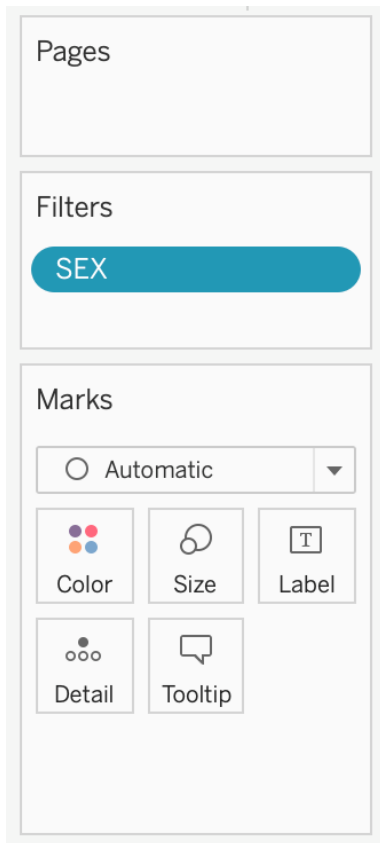 Pages
Filters
SEX
Marks
Automatic
Color Size Label
Detail Tooltip